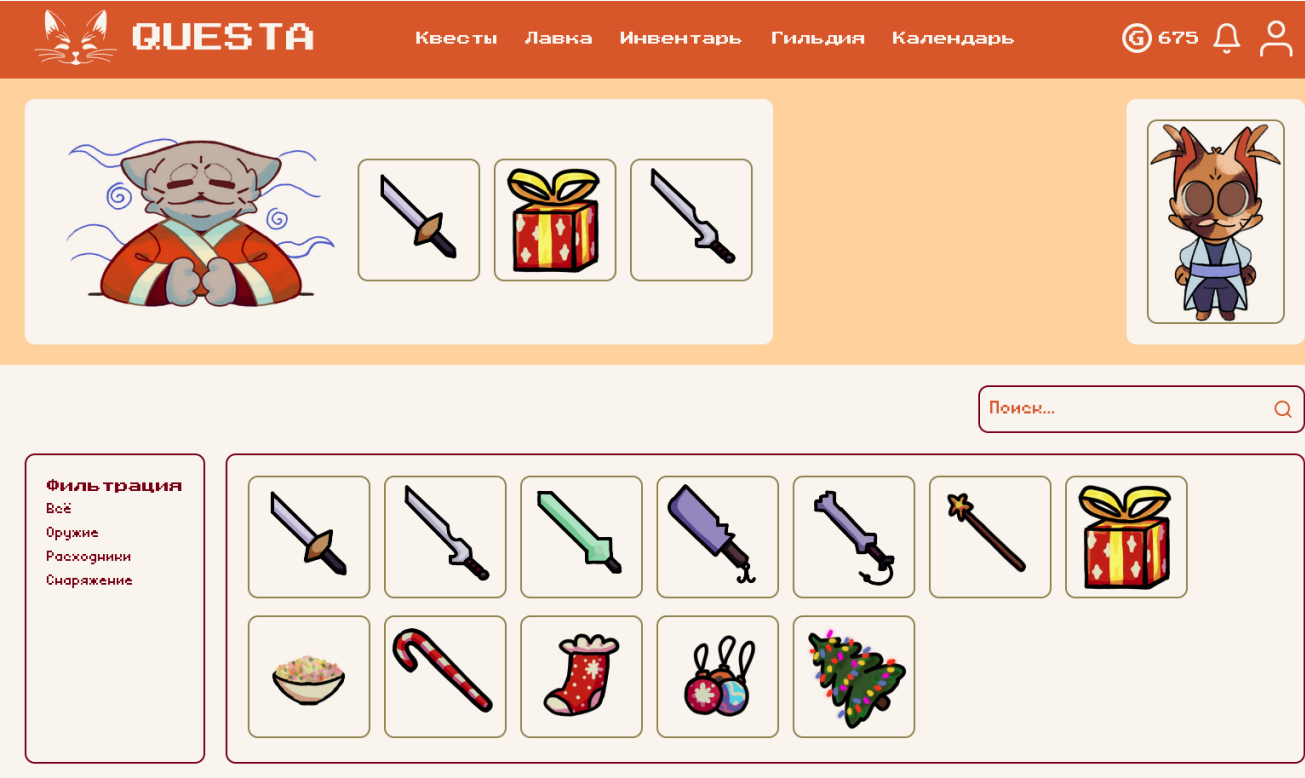 QUESTA
Квесты Лавка Инвентарь Гильдия Календарь
G 675
Поиск...
Фильтрация
Всё
Оружие
Расходники
Снаряжение